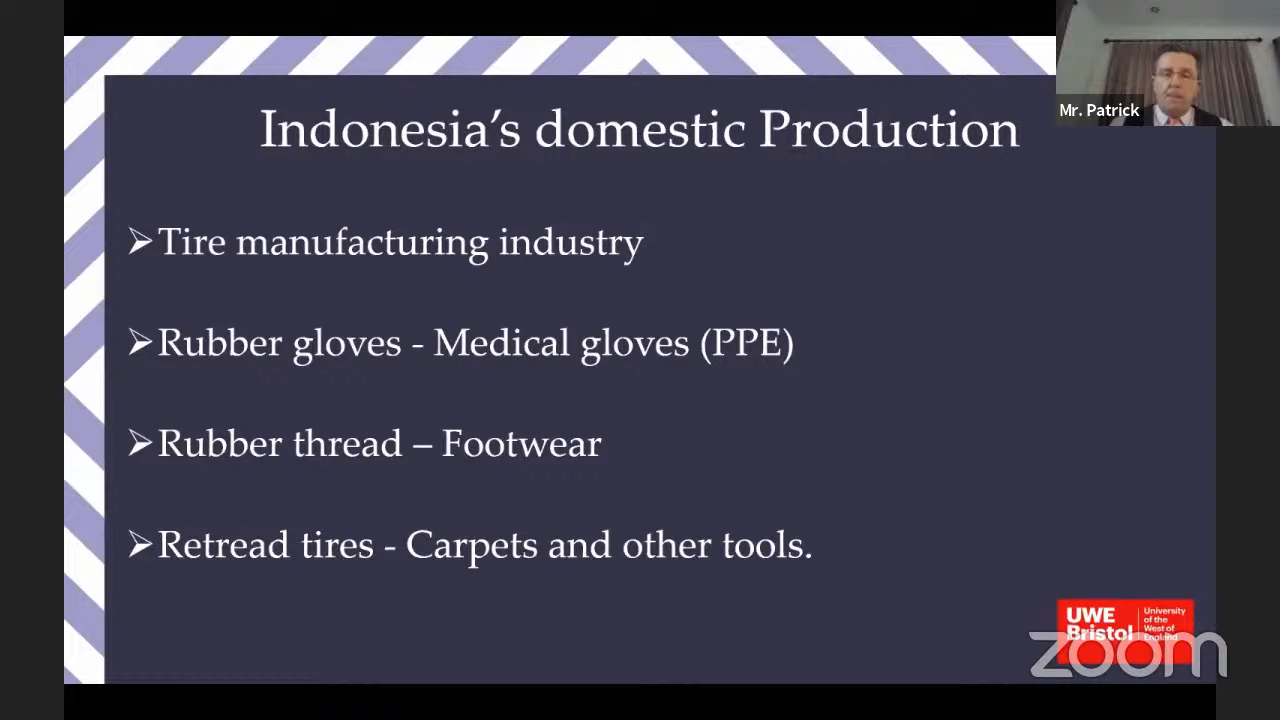 Mr. Patrick
Indonesia's domestic Production
➢Tire manufacturing industry
➢Rubber gloves - Medical gloves (PPE)
➢Rubber thread – Footwear
➢Retread tires - Carpets and other tools.
UWE
Bristol
University
of the
West of
England
zoom